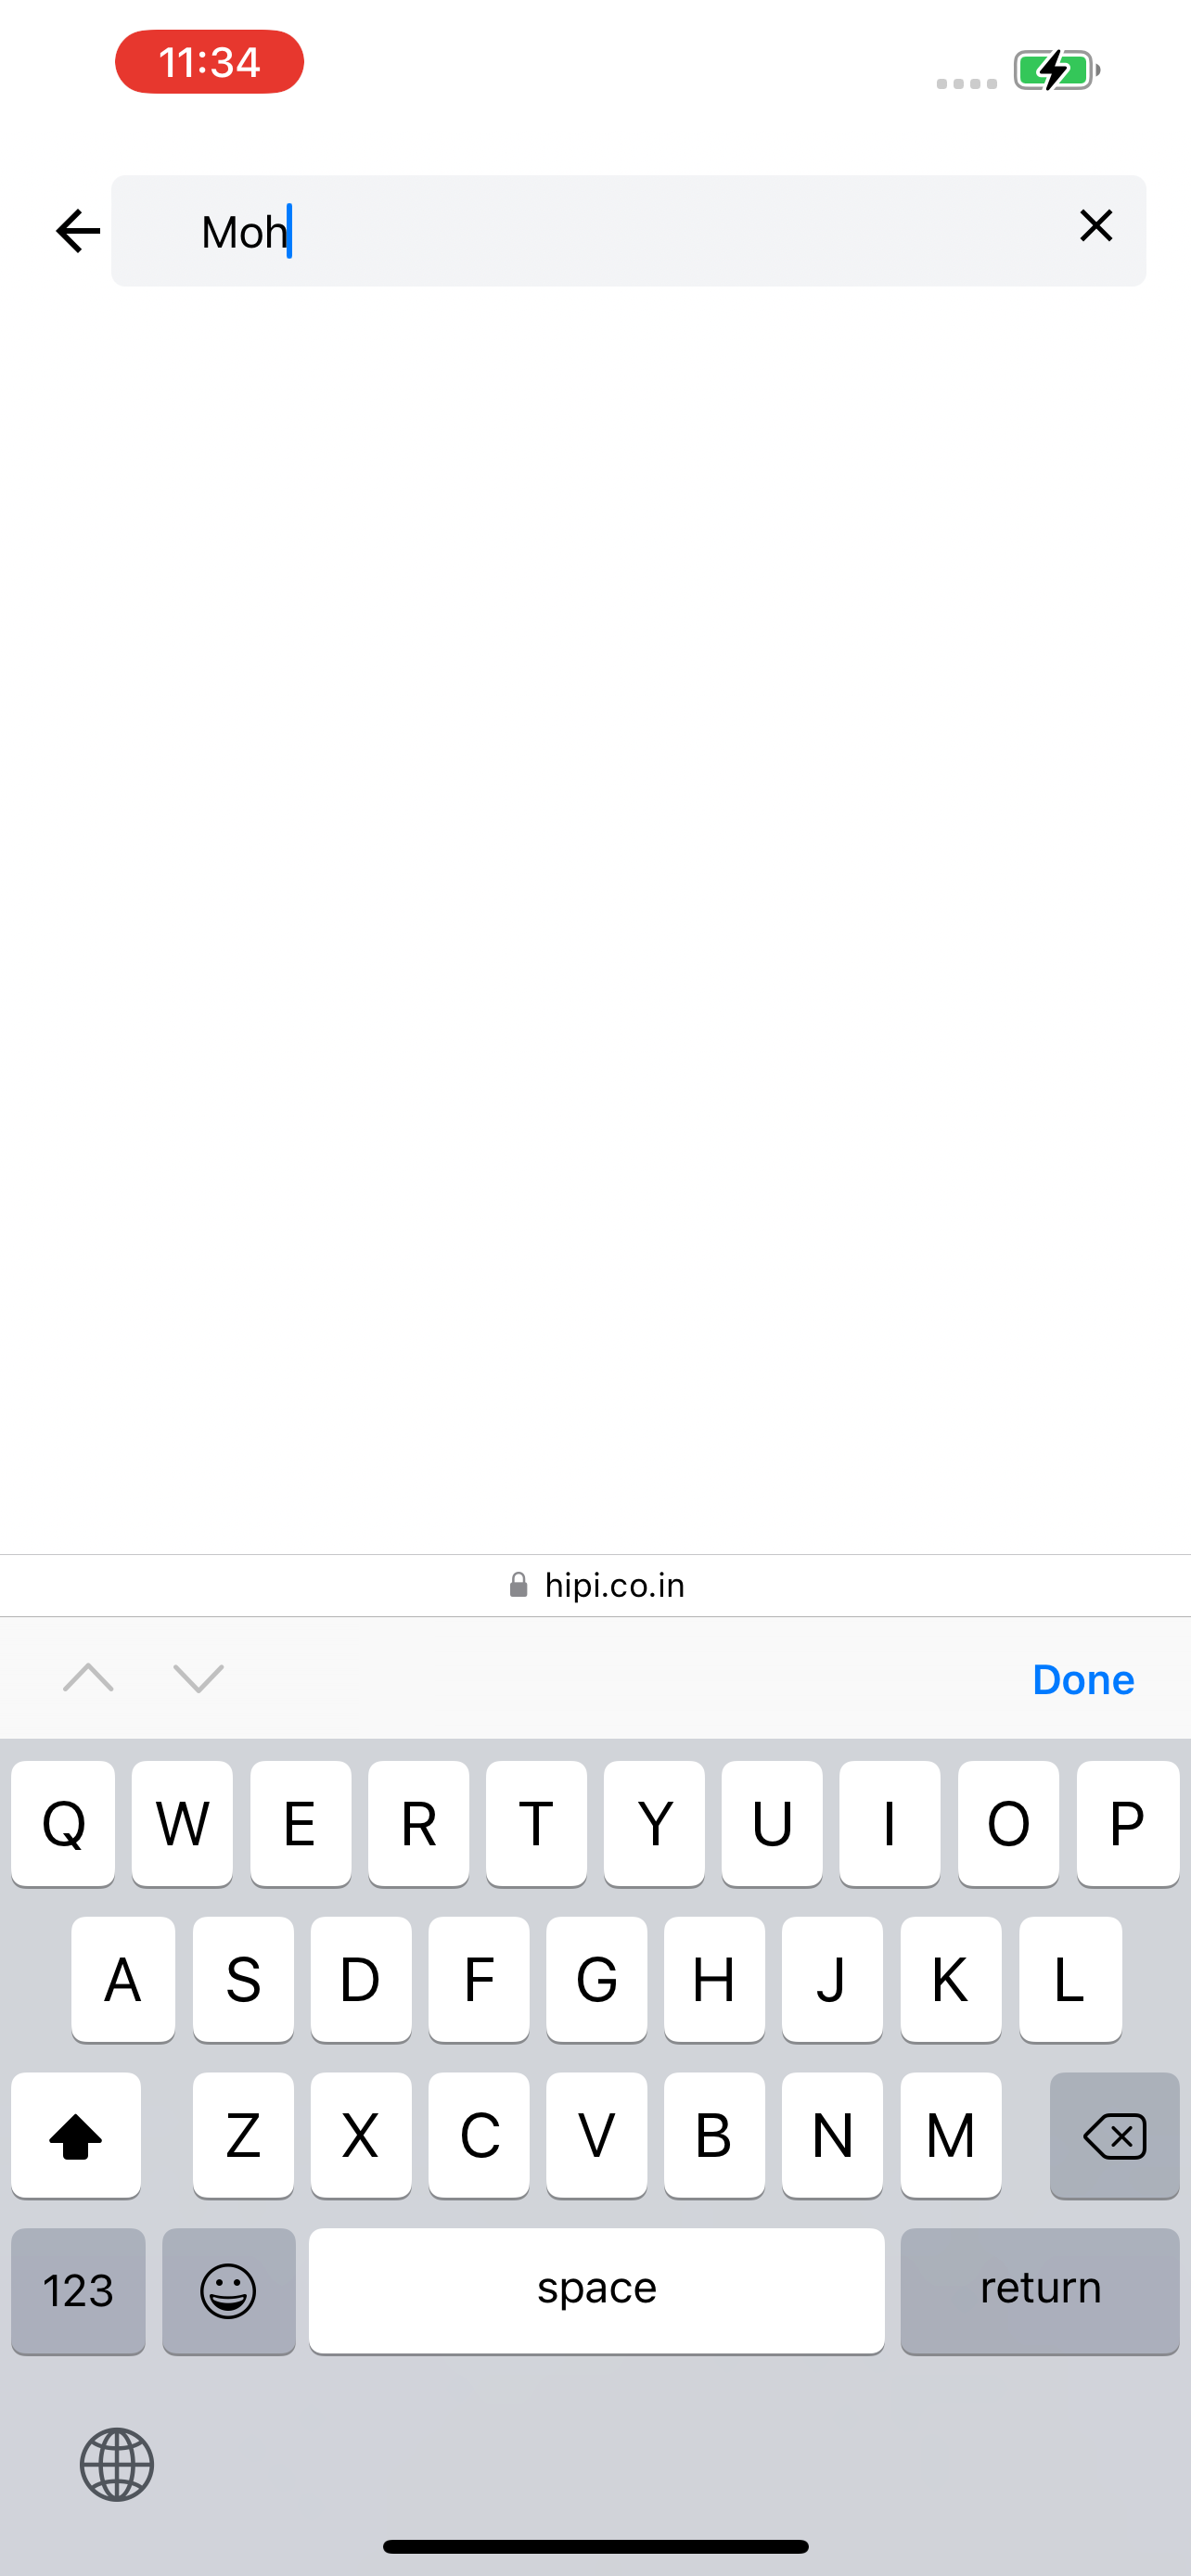 11:34
Moh
hipi.co.in
Done
Q W E R T Y U I O P
A S D F G H J K L
Z X C V B N M
123 space return